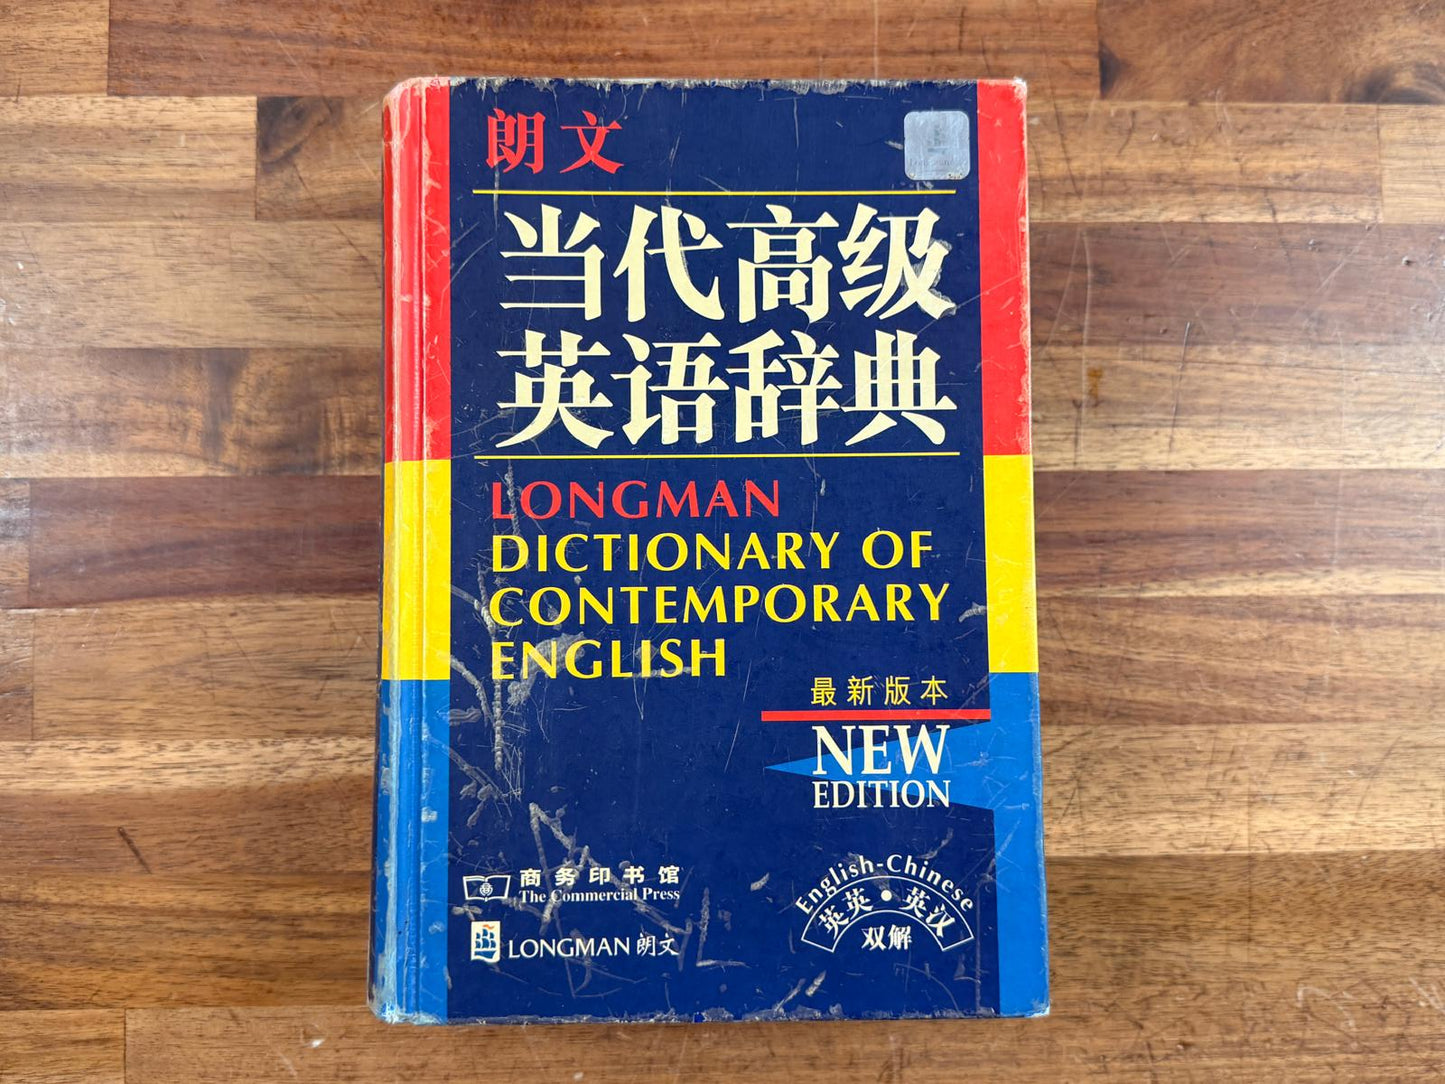 朗文
当代高级
英语辞典
LONGMAN
DICTIONARY OF
CONTEMPORARY
ENGLISH
最新版本
NEW
EDITION
商务印书馆
The Commercial Press
LONGMAN 朗文
English-Chinese
英英·英汉
双解